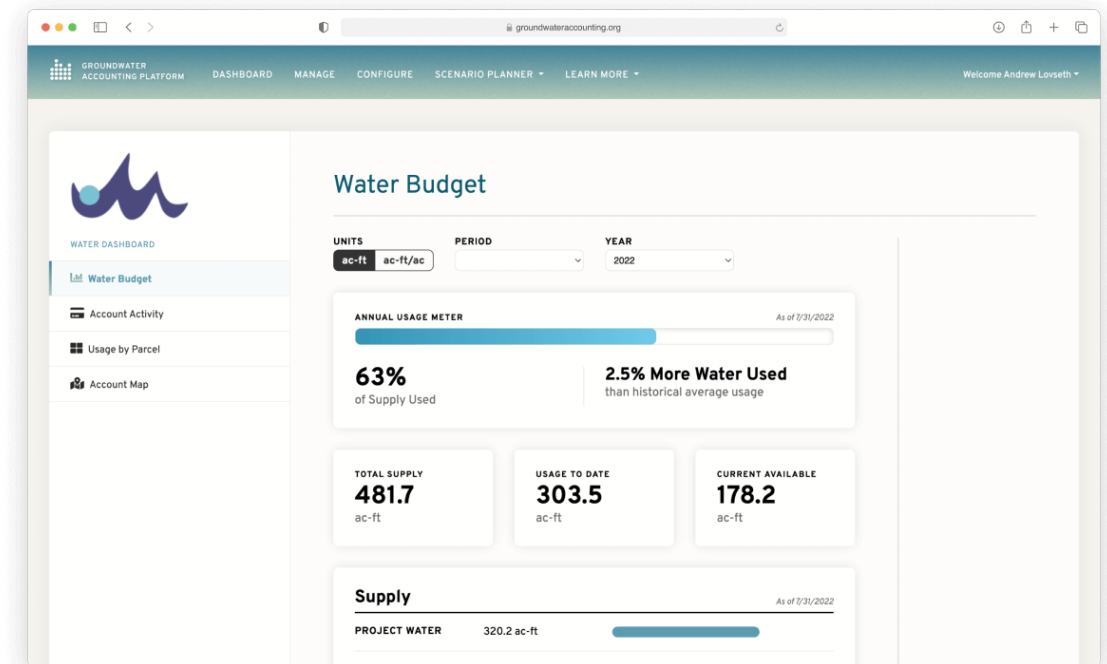 groundwateraccounting.org
GROUNDWATER
ACCOUNTING PLATFORM
DASHBOARD MANAGE CONFIGURE SCENARIO PLANNER LEARN MORE Welcome Andrew Lovseth
WATER DASHBOARD
Water Budget
Account Activity
Usage by Parcel
Account Map
Water Budget
UNITS PERIOD YEAR
ac-ft ac-ft/ac 2022
ANNUAL USAGE METER As of 7/31/2022
63% 2.5% More Water Used
of Supply Used than historical average usage
TOTAL SUPPLY USAGE TO DATE CURRENT AVAILABLE
481.7 303.5 178.2
ac-ft ac-ft ac-ft
Supply As of 7/31/2022
PROJECT WATER 320.2 ac-ft